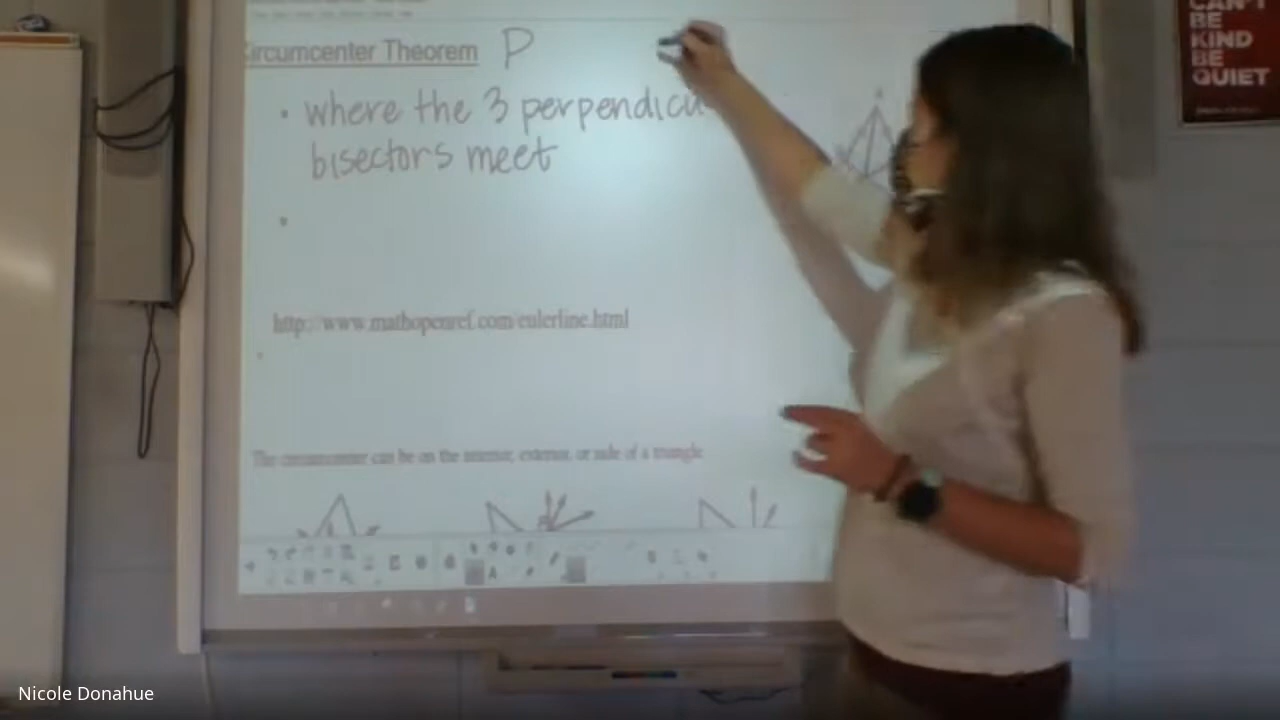 Circumcenter Theorem P
• where the 3 perpendicu
bisectors meet
•
http://www.mathopenref.com/eulerline.html
The circumcenter can be on the interior, exterior, or side of a triangle
CAN'T
BE
KIND
BE
QUIET
Nicole Donahue